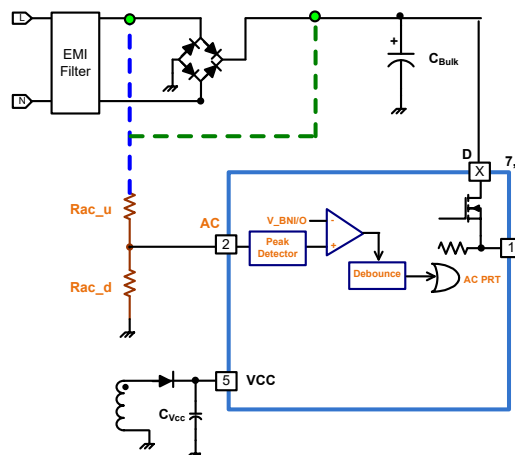 L
EMI
Filter
N
+
CBulk
D
X
7,
Rac_u
AC
2
V_BNI/O
-
+
Peak
Detector
Debounce
AC PRT
1
Rac_d
5
VCC
CVcc